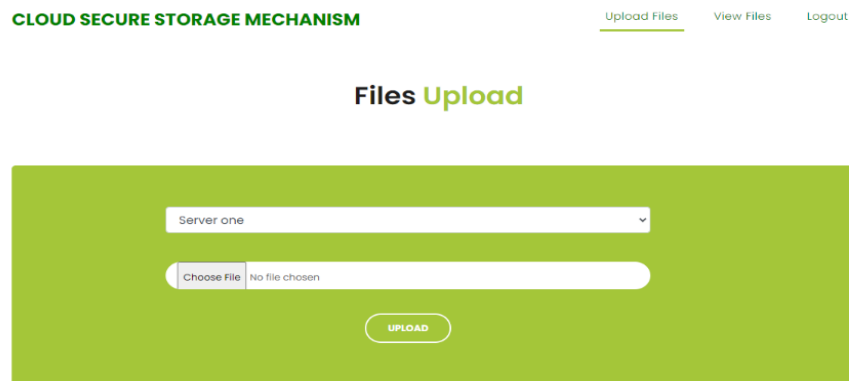 CLOUD SECURE STORAGE MECHANISM Upload Files View Files Logout
Files Upload
Server one
Choose File No file chosen
UPLOAD